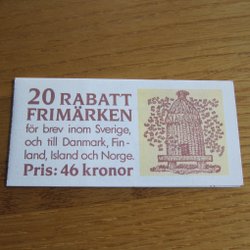 20 RABATT
FRIMÄRKEN
för brev inom Sverige,
och till Danmark, Fin-
land, Island och Norge.
Pris: 46 kronor